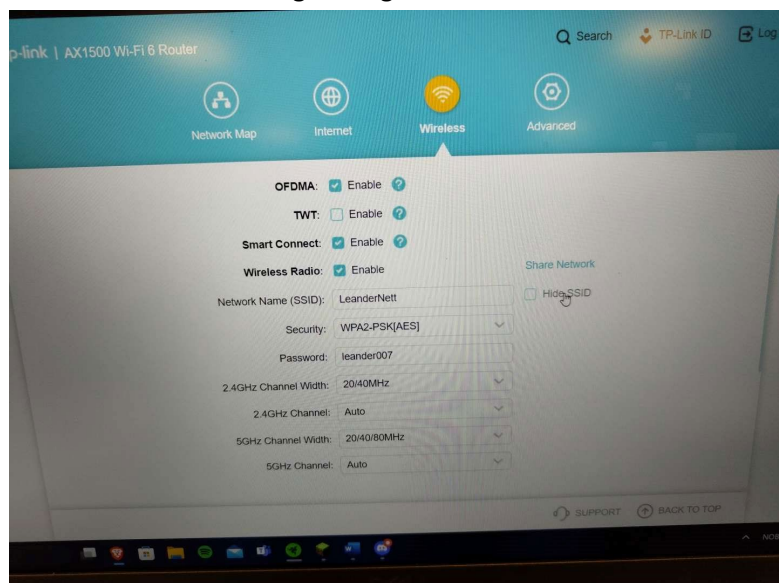 p-link | AX1500 Wi-Fi 6 Router
Search
TP-Link ID
Log
Network Map
Internet
Wireless
Advanced
OFDMA: Enable ?
TWT: Enable ?
Smart Connect: Enable ?
Wireless Radio: Enable
Share Network
Network Name (SSID): LeanderNett
Hide SSID
Security: WPA2-PSK[AES]
Password: leander007
2.4GHz Channel Width: 20/40MHz
2.4GHz Channel: Auto
5GHz Channel Width: 20/40/80MHz
5GHz Channel: Auto
SUPPORT
BACK TO TOP